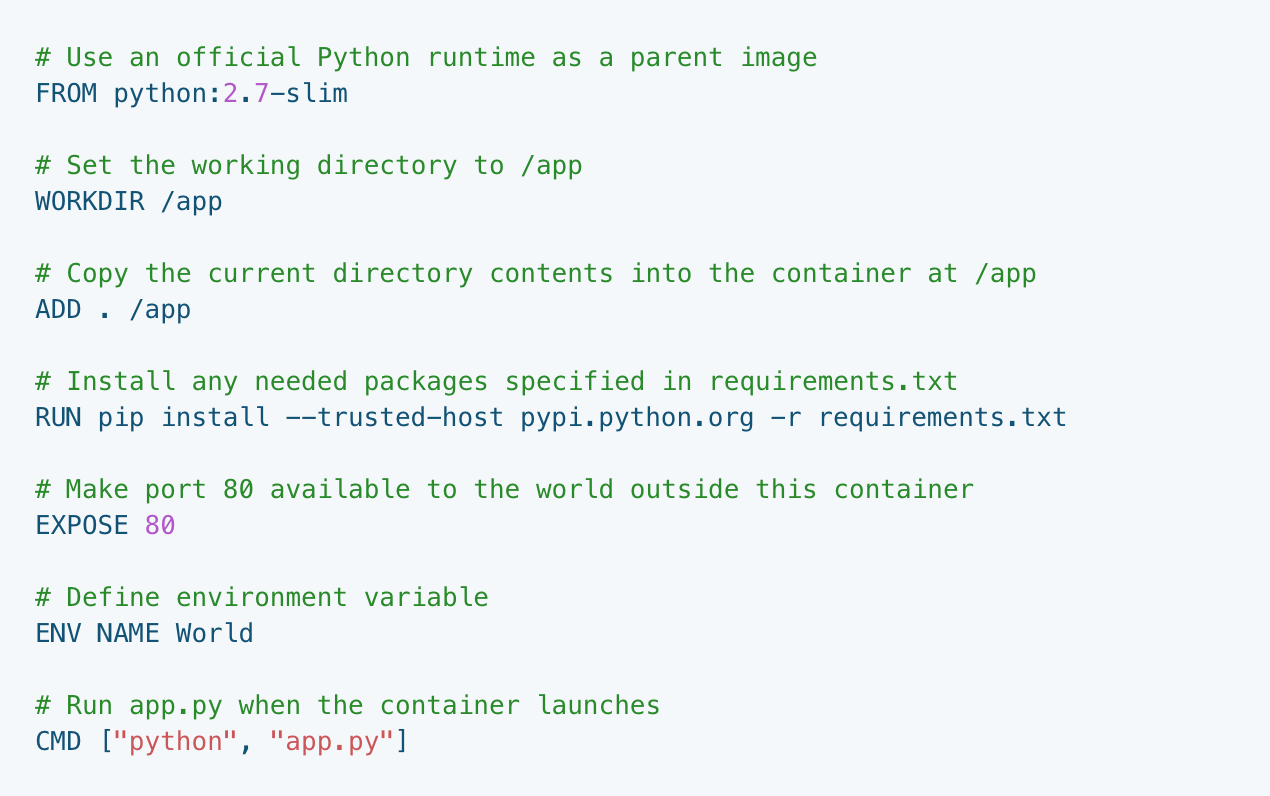 # Use an official Python runtime as a parent image
FROM python:2.7-slim
# Set the working directory to /app
WORKDIR /app
# Copy the current directory contents into the container at /app
ADD . /app
# Install any needed packages specified in requirements.txt
RUN pip install --trusted-host pypi.python.org -r requirements.txt
# Make port 80 available to the world outside this container
EXPOSE 80
# Define environment variable
ENV NAME World
# Run app.py when the container launches
CMD ["python", "app.py"]